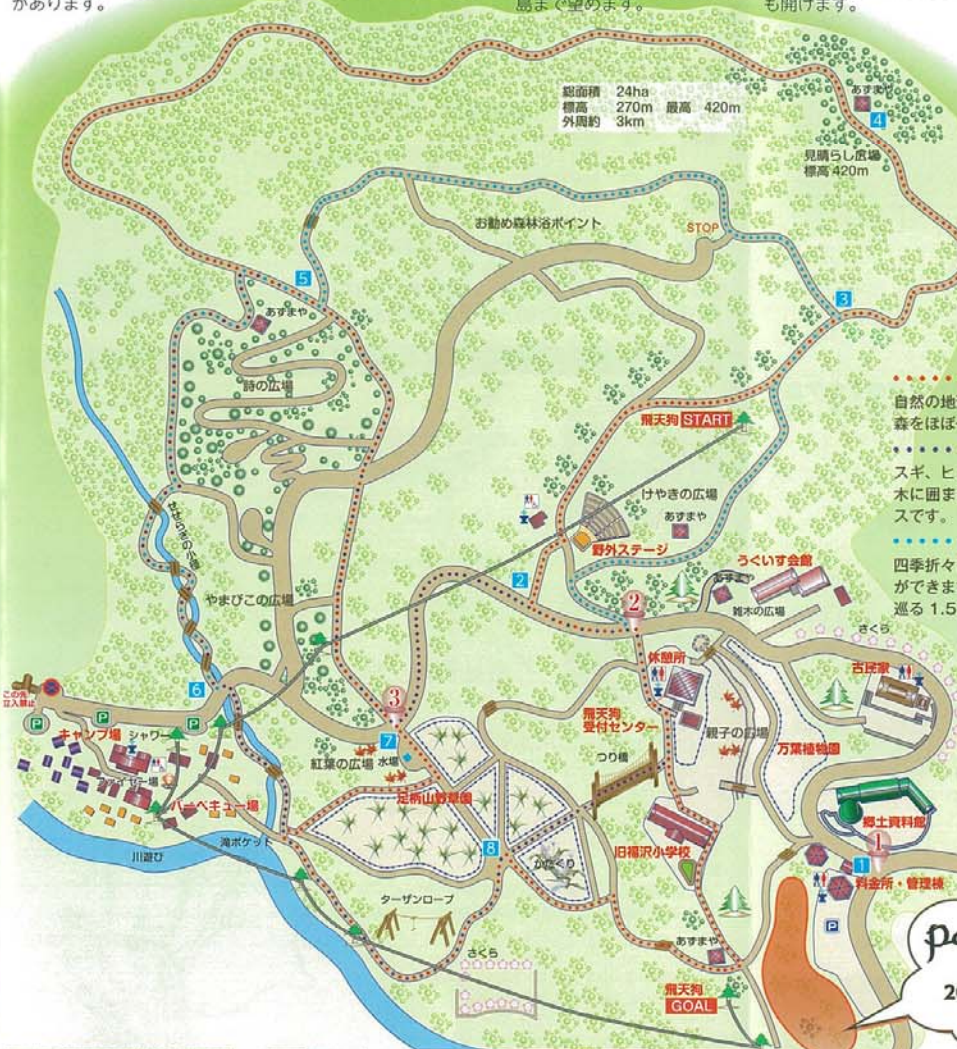 があります。
島まで望めます。
も開けます。
総面積 24ha
標高 270m 最高 420m
外周約 3km
あずまや
4
見晴らし広場
標高420m
お勧め森林浴ポイント
STOP
5
3
あずまや
詩の広場
飛天狗 START
自然の地
森をほぼ
スギ、ヒ
木に囲ま
スです。
四季折々
ができま
巡る 1.5
けやきの広場
あずまや
野外ステージ
2
うぐいす会館
あずまや
雑木の広場
2
さくら
やまびこの広場
休憩所
古民家
6
この先
立入禁止
P
P
P
キャンプ場
シャワー
ファイヤー場
バーベキュー場
3
7
紅葉の広場
水場
飛天狗
受付センター
つり橋
親子の広場
万葉植物園
足柄山野草園
郷土資料館
1
1
料金所・管理棟
旧福沢小学校
8
かたくり
川遊び
滝ポケット
ターザンロープ
さくら
あずまや
P
飛天狗
GOAL